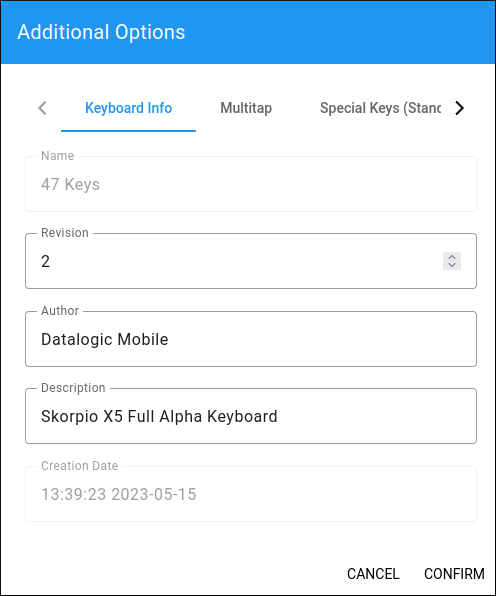 Additional Options
Keyboard Info
Multitap
Special Keys (Stand
Name
47 Keys
Revision
2
Author
Datalogic Mobile
Description
Skorpio X5 Full Alpha Keyboard
Creation Date
13:39:23 2023-05-15
CANCEL
CONFIRM